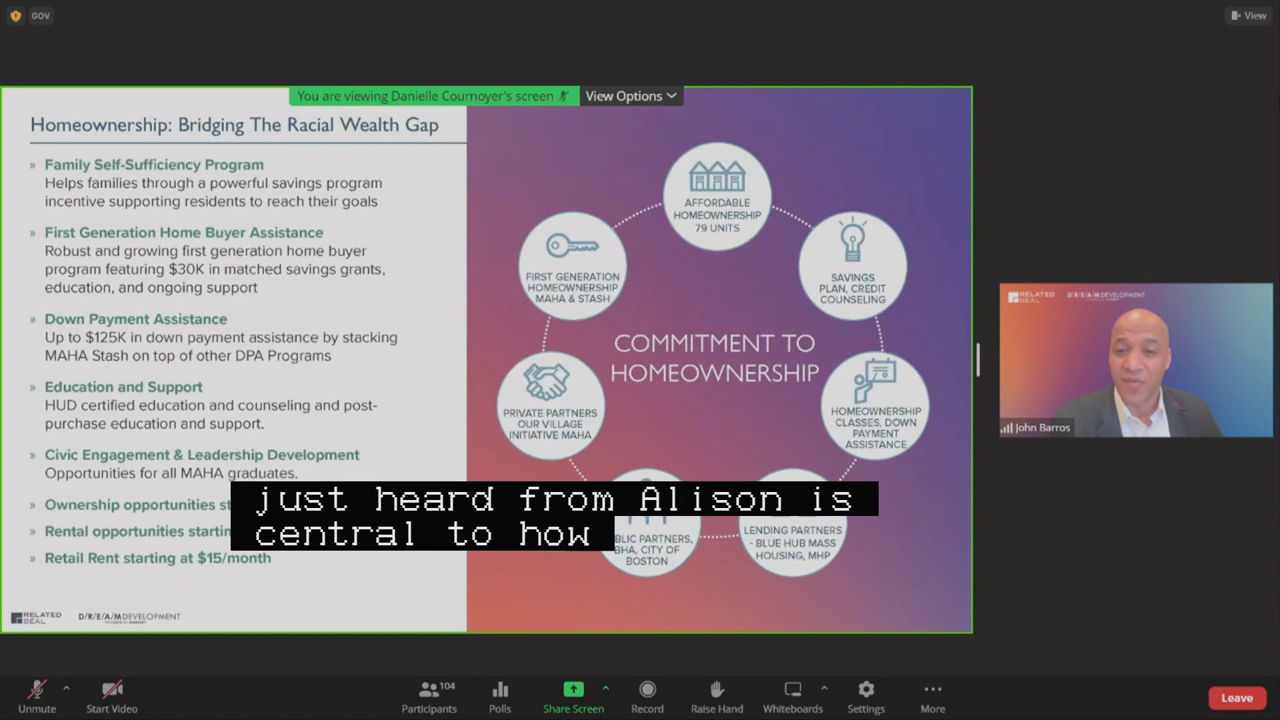 GOV
View
You are viewing Danielle Cournoyer's screen
View Options
Homeownership: Bridging The Racial Wealth Gap
» Family Self-Sufficiency Program
Helps families through a powerful savings program
incentive supporting residents to reach their goals
» First Generation Home Buyer Assistance
Robust and growing first generation home buyer
program featuring $30K in matched savings grants,
education, and ongoing support
» Down Payment Assistance
Up to $125K in down payment assistance by stacking
MAHA Stash on top of other DPA Programs
» Education and Support
HUD certified education and counseling and post-
purchase education and support.
» Civic Engagement & Leadership Development
Opportunities for all MAHA graduates.
» Ownership opportunities
» Rental opportunities
» Retail Rent starting at $15/month
RELATED
BEAL
D/R/E/A/M DEVELOPMENT
AFFORDABLE
HOMEOWNERSHIP
79 UNITS
SAVINGS
PLAN, CREDIT
COUNSELING
HOMEOWNERSHIP
CLASSES, DOWN
PAYMENT
ASSISTANCE
LENDING PARTNERS
- BLUE HUB MASS
HOUSING, MHP
PARTNERS,
BHA, CITY OF
BOSTON
PRIVATE PARTNERS
OUR VILLAGE
INITIATIVE MAHA
FIRST GENERATION
HOMEOWNERSHIP
MAHA & STASH
COMMITMENT TO
HOMEOWNERSHIP
just heard from Alison is
central to how
RELATED
BEAL
D/R/E/A/M DEVELOPMENT
John Barros
Unmute
Start Video
104
Participants
Polls
Share Screen
Record
Raise Hand
Whiteboards
Settings
More
Leave